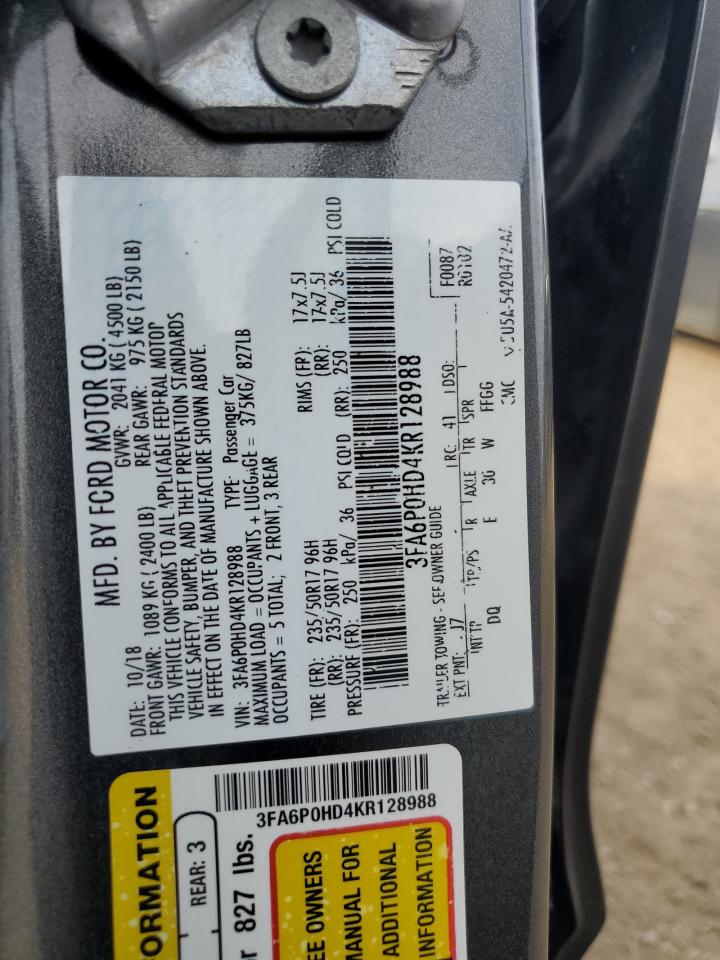 MFD. BY FORD MOTOR CO.
DATE: 10/18 GVWR: 2041 KG ( 4500 LB)
FRONT GAWR: 1089 KG ( 2400 LB) REAR GAWR: 975 KG ( 2150 LB)
THIS VEHICLE CONFORMS TO ALL APPLICABLE FEDERAL MOTOR
VEHICLE SAFETY, BUMPER, AND THEFT PREVENTION STANDARDS
IN EFFECT ON THE DATE OF MANUFACTURE SHOWN ABOVE.
VIN: 3FA6P0HD4KR128988 TYPE: Passenger Car
MAXIMUM LOAD = OCCUPANTS + LUGGAGE = 375KG/ 827LB
OCCUPANTS = 5 TOTAL; 2 FRONT, 3 REAR
TIRE (FR): 235/50R17 96H RIMS (FR): 17x7.5J
(RR): 235/50R17 96H (RR): 17x7.5J
PRESSURE (FR): 250 kPa/ 36 PSI COLD (RR): 250 kPa/ 36 PSI COLD
3FA6P0HD4KR128988
F0087
TRAILER TOWING - SEE OWNER GUIDE
EXT PNT: J7 RC: 41 DSO:
INT TR TP/PS R AXLE TR SPR
DQ E 36 W FFGG
ORMATION
REAR: 3
827 lbs.
3FA6P0HD4KR128988
EE OWNERS
MANUAL FOR
ADDITIONAL
INFORMATION